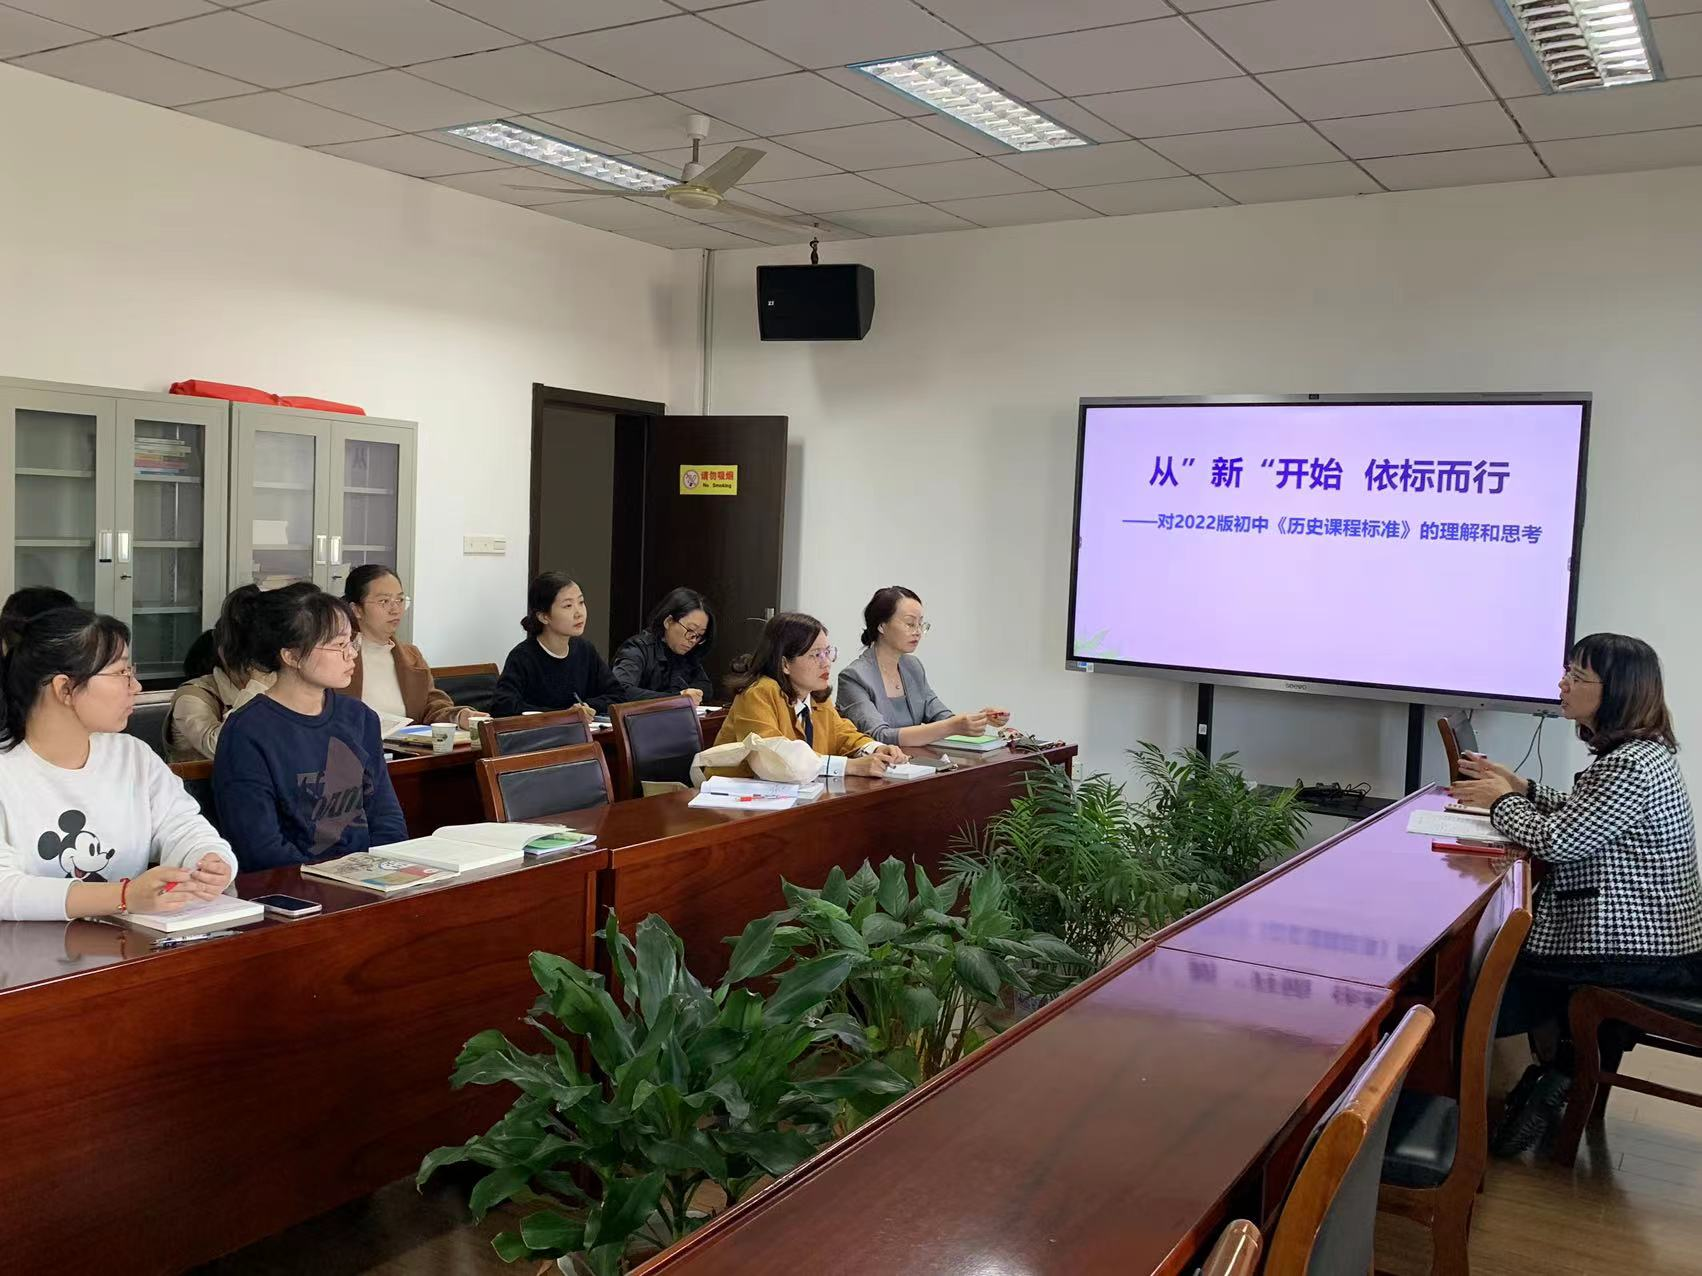 从”新“开始 依标而行
——对2022版初中《历史课程标准》的理解和思考
请勿吸烟
No Smoking
seewo